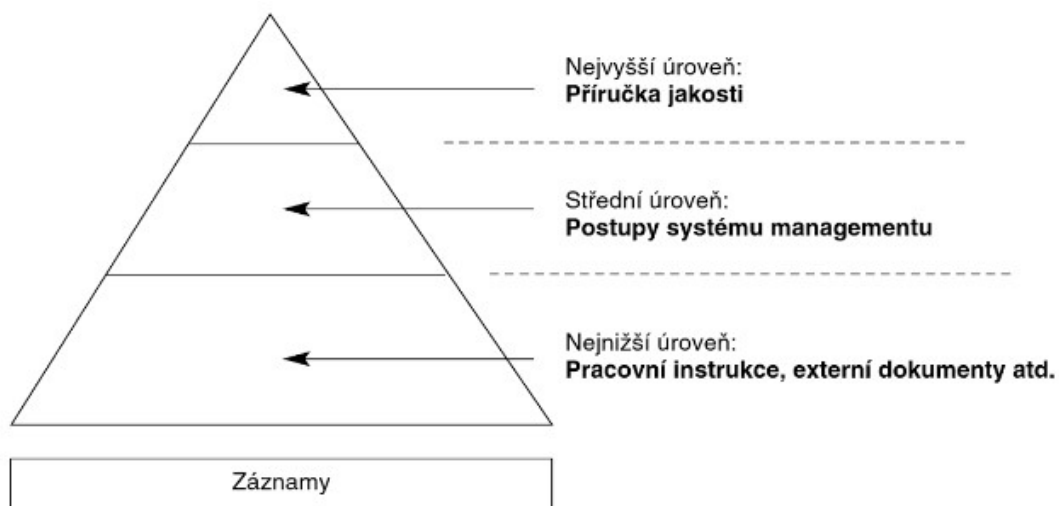 Nejvyšší úroveň:
Příručka jakosti
Střední úroveň:
Postupy systému managementu
Nejnižší úroveň:
Pracovní instrukce, externí dokumenty atd.
Záznamy